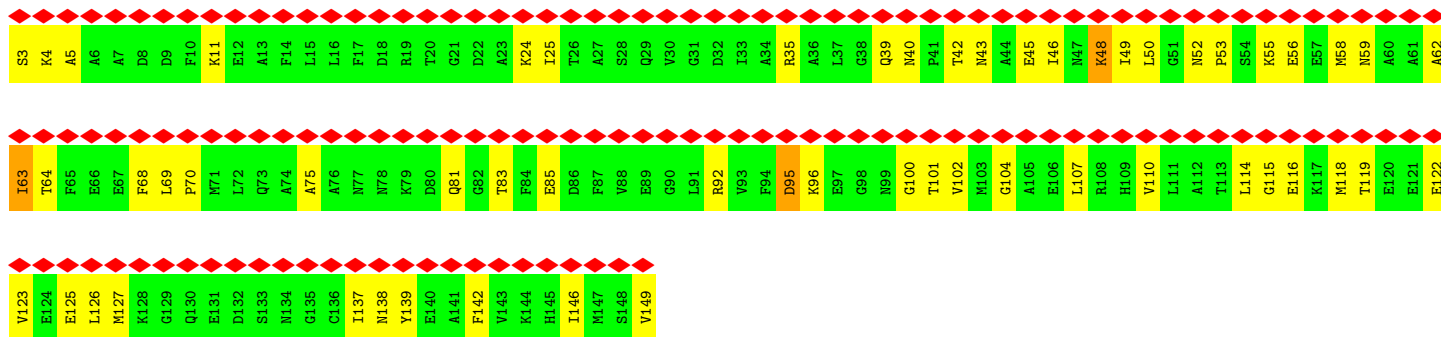 S3 K4 A5 A6 A7 D8 D9 F10 K11 E12 A13 F14 L15 L16 F17 D18 R19 T20 G21 D22 A23 K24 I25 T26 A27 S28 Q29 V30 G31 D32 I33 A34 R35 A36 L37 G38 Q39 N40 P41 T42 N43 A44 E45 I46 N47 K48 I49 L50 G51 N52 P53 S54 K55 E56 E57 M58 N59 A60 A61 A62
I63 T64 F65 E66 E67 F68 L69 P70 M71 L72 Q73 A74 A75 A76 N77 N78 K79 D80 Q81 G82 T83 F84 E85 D86 F87 V88 E89 G90 L91 R92 V93 F94 D95 K96 E97 G98 N99 G100 T101 V102 M103 G104 A105 E106 L107 R108 H109 V110 L111 A112 T113 L114 G115 E116 K117 M118 T119 E120 E121 E122
V123 E124 E125 L126 M127 K128 G129 Q130 E131 D132 S133 N134 G135 C136 I137 N138 Y139 E140 A141 F142 V143 K144 H145 I146 M147 S148 V149